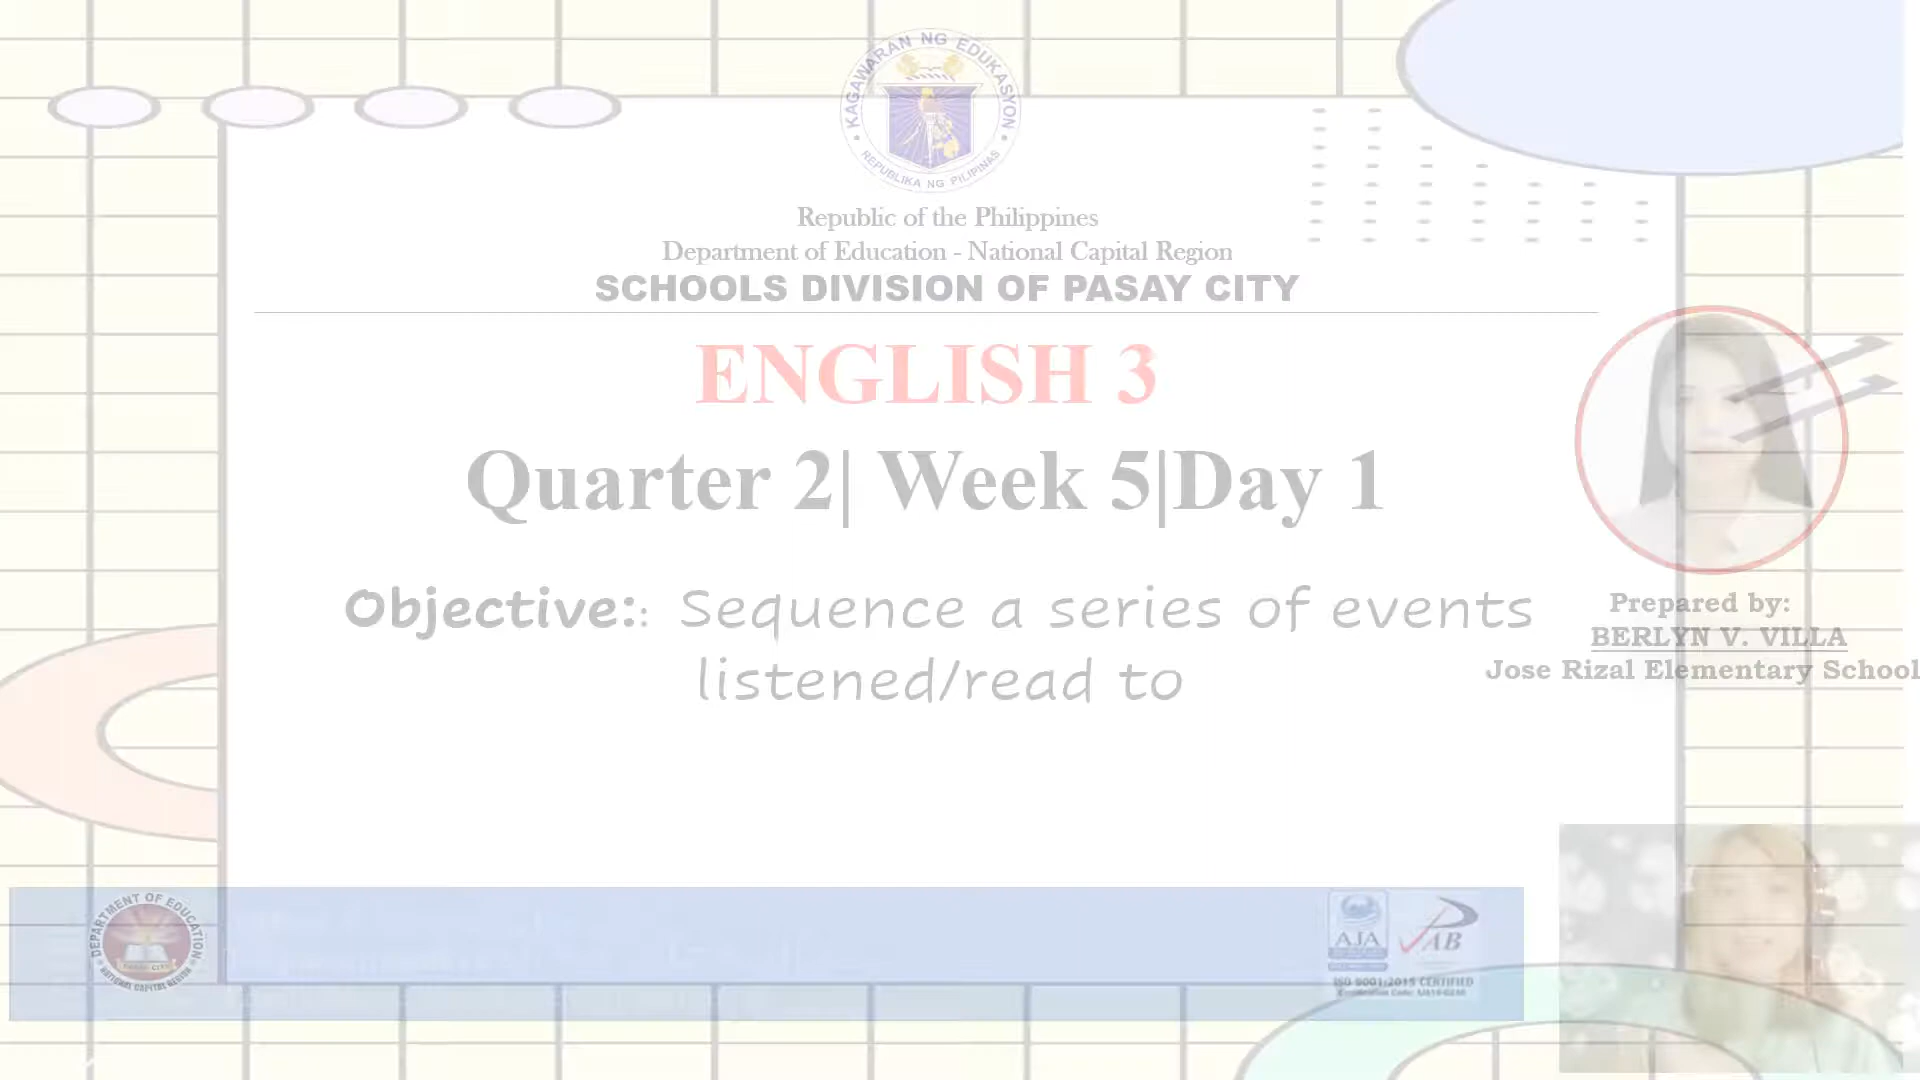 KAGAWARAN NG EDUKASYON
REPUBLIKA NG PILIPINAS
Republic of the Philippines
Department of Education - National Capital Region
SCHOOLS DIVISION OF PASAY CITY
ENGLISH 3
Quarter 2| Week 5|Day 1
Objective:: Sequence a series of events
listened/read to
Prepared by:
BERLYN V. VILLA
Jose Rizal Elementary School
DEPARTMENT OF EDUCATION
NATIONAL CAPITAL REGION
AJA
PAB
ISO 9001:2015 CERTIFIED